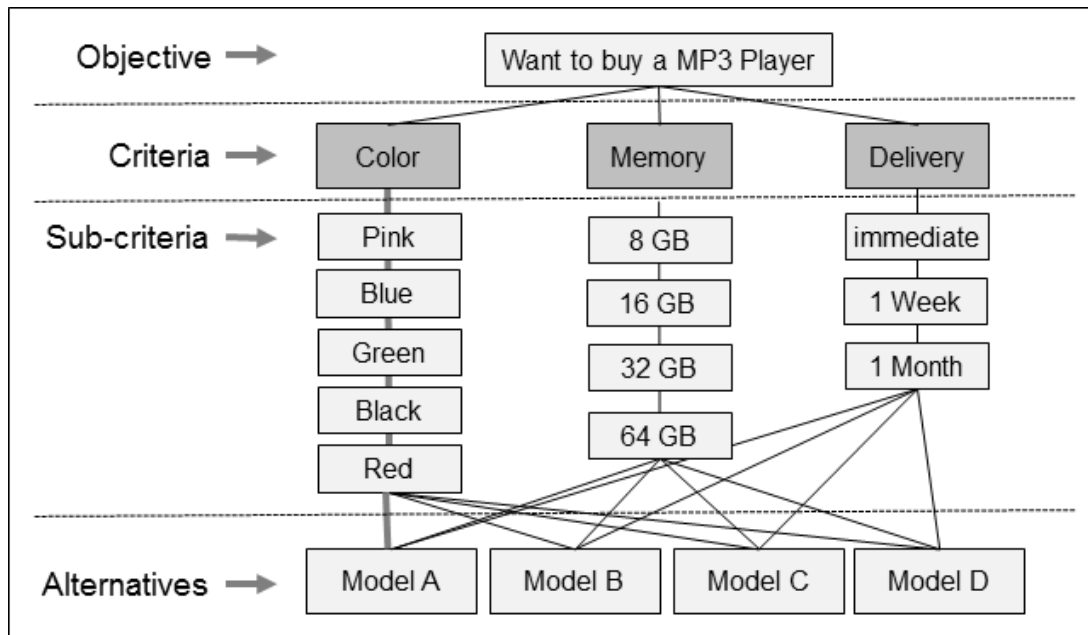 Objective
Want to buy a MP3 Player
Criteria
Color
Memory
Delivery
Sub-criteria
Pink
8 GB
immediate
Blue
16 GB
1 Week
Green
32 GB
1 Month
Black
64 GB
Red
Alternatives
Model A
Model B
Model C
Model D